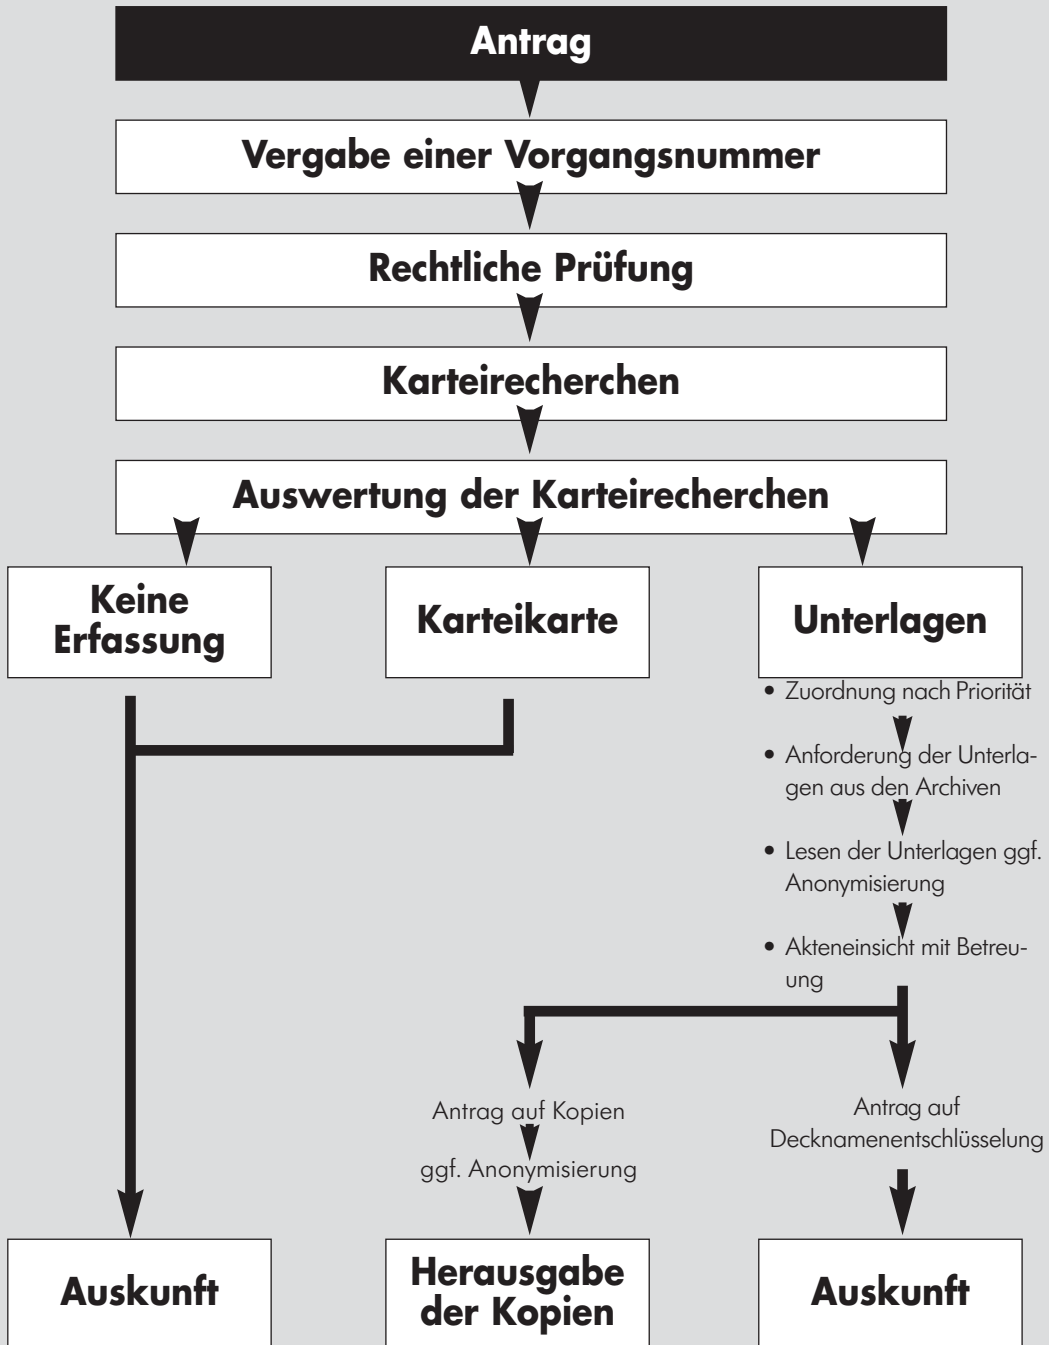 Antrag
Vergabe einer Vorgangsnummer
Rechtliche Prüfung
Karteirecherchen
Auswertung der Karteirecherchen
Keine
Erfassung
Karteikarte
Unterlagen
• Zuordnung nach Priorität
• Anforderung der Unterla-
gen aus den Archiven
• Lesen der Unterlagen ggf.
Anonymisierung
• Akteneinsicht mit Betreu-
ung
Antrag auf Kopien
ggf. Anonymisierung
Antrag auf
Decknamenentschlüsselung
Auskunft
Herausgabe
der Kopien
Auskunft